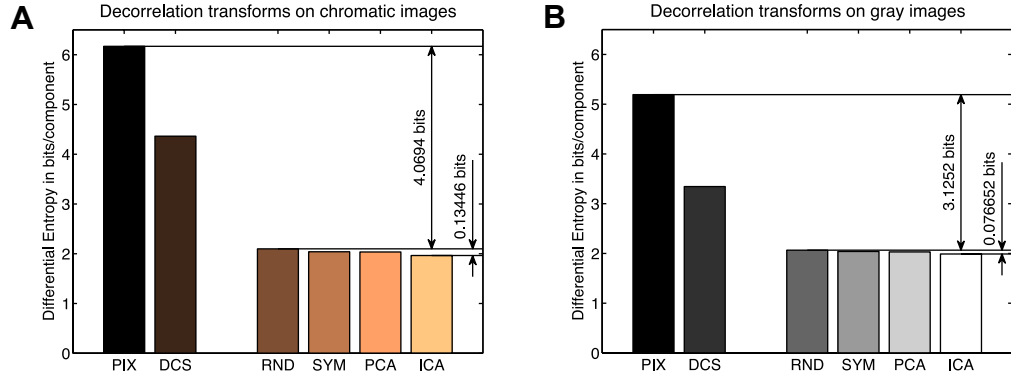 A
Decorrelation transforms on chromatic images
Differential Entropy in bits/component
6
5
4
3
2
1
0
4.0694 bits
0.13446 bits
PIX DCS RND SYM PCA ICA
B
Decorrelation transforms on gray images
Differential Entropy in bits/component
6
5
4
3
2
1
0
3.1252 bits
0.076652 bits
PIX DCS RND SYM PCA ICA